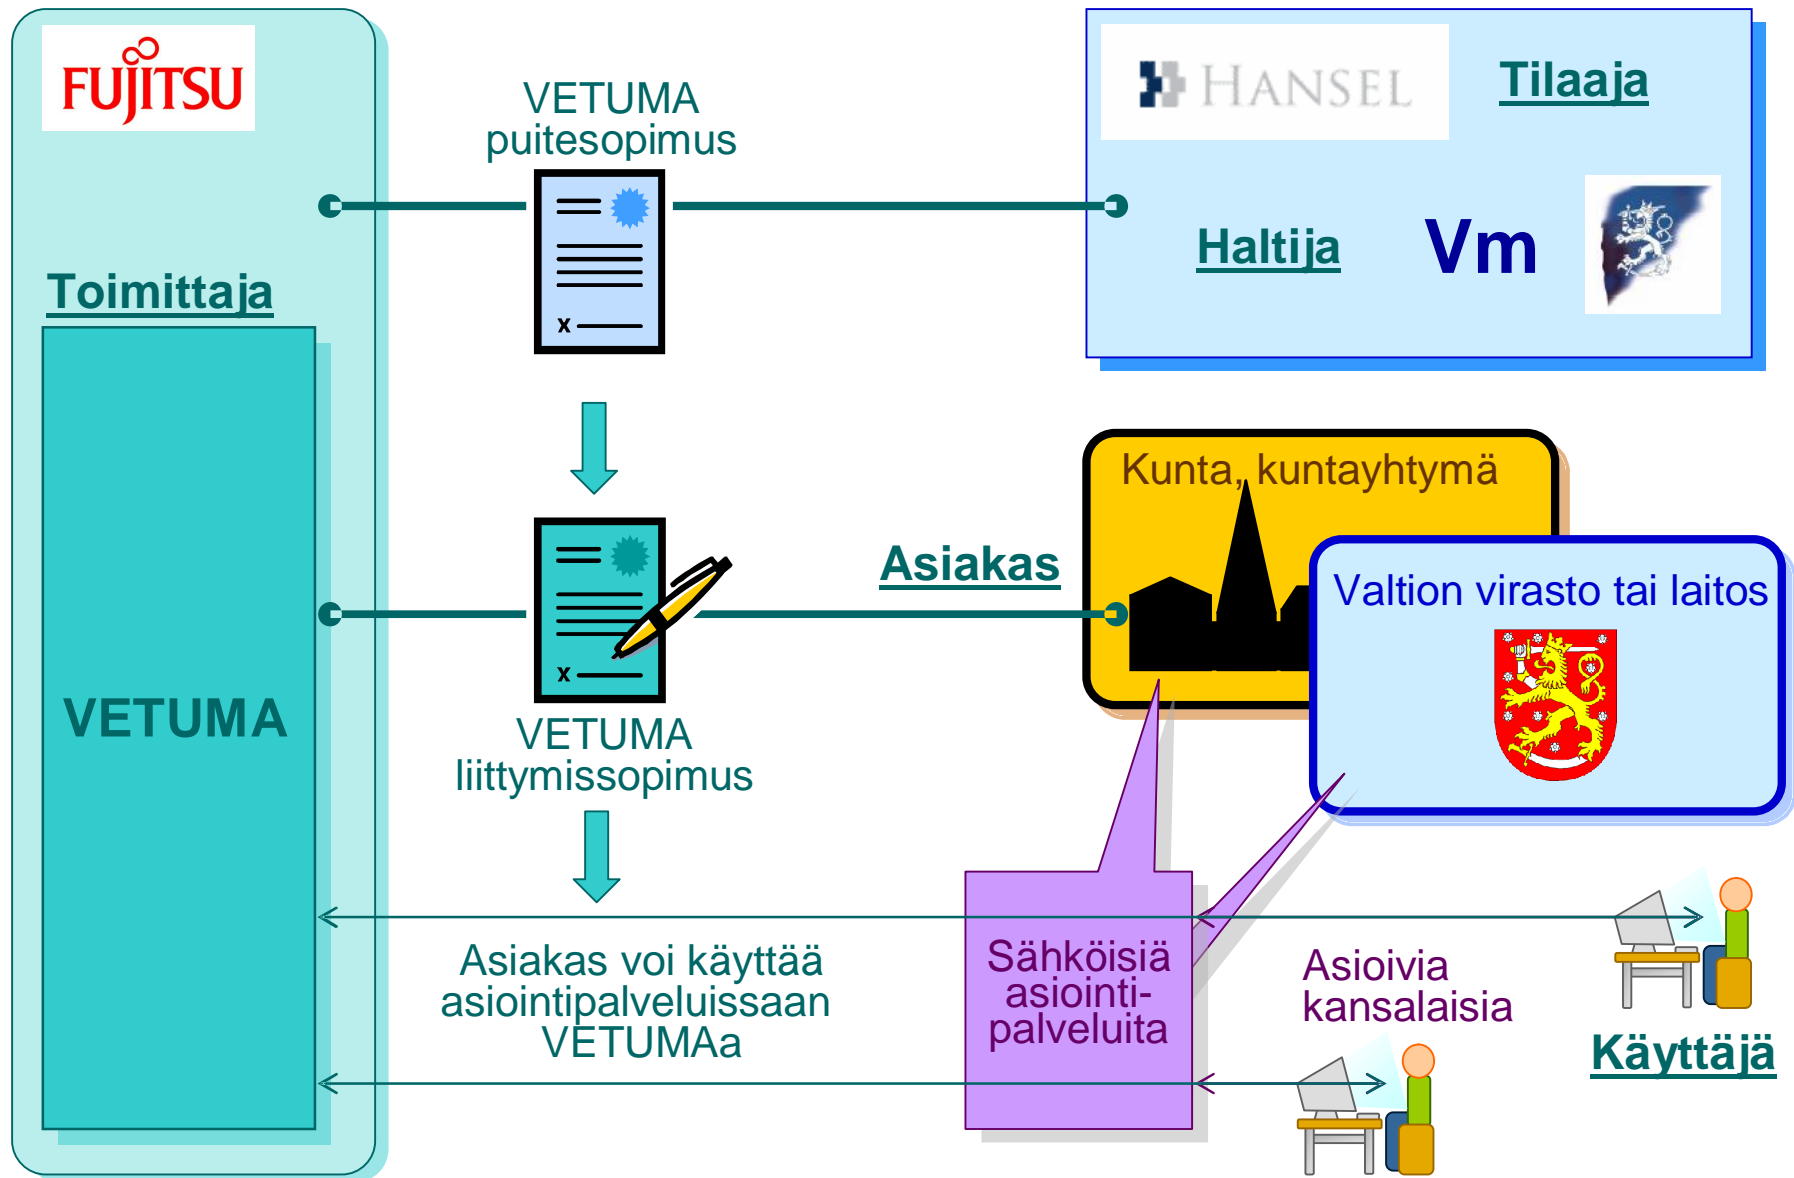 FUJITSU
VETUMA
puitesopimus
HANSEL
Tilaaja
Haltija
Vm
Toimittaja
x
Kunta, kuntayhtymä
Asiakas
Valtion virasto tai laitos
x
VETUMA
VETUMA
liittymissopimus
Asiakas voi käyttää
asiointipalveluissaan
VETUMAa
Sähköisiä
asiointi-
palveluita
Asioivia
kansalaisia
Käyttäjä